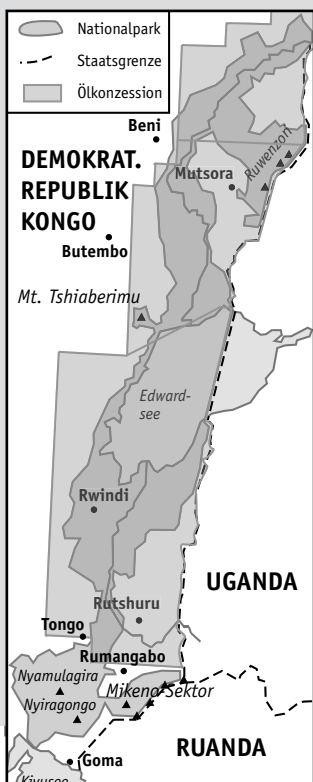 Nationalpark
Staatsgrenze
Ölkonzession
Beni
DEMOKRAT.
REPUBLIK
KONGO
Mutsora
Ruwenzori
Butembo
Mt. Tshiaberimu
Edward-
see
Rwindi
UGANDA
Rutshuru
Tongo
Rumangabo
Nyamulagira
Mikeno-Sektor
Nyiragongo
RUANDA
Goma
Kivusee